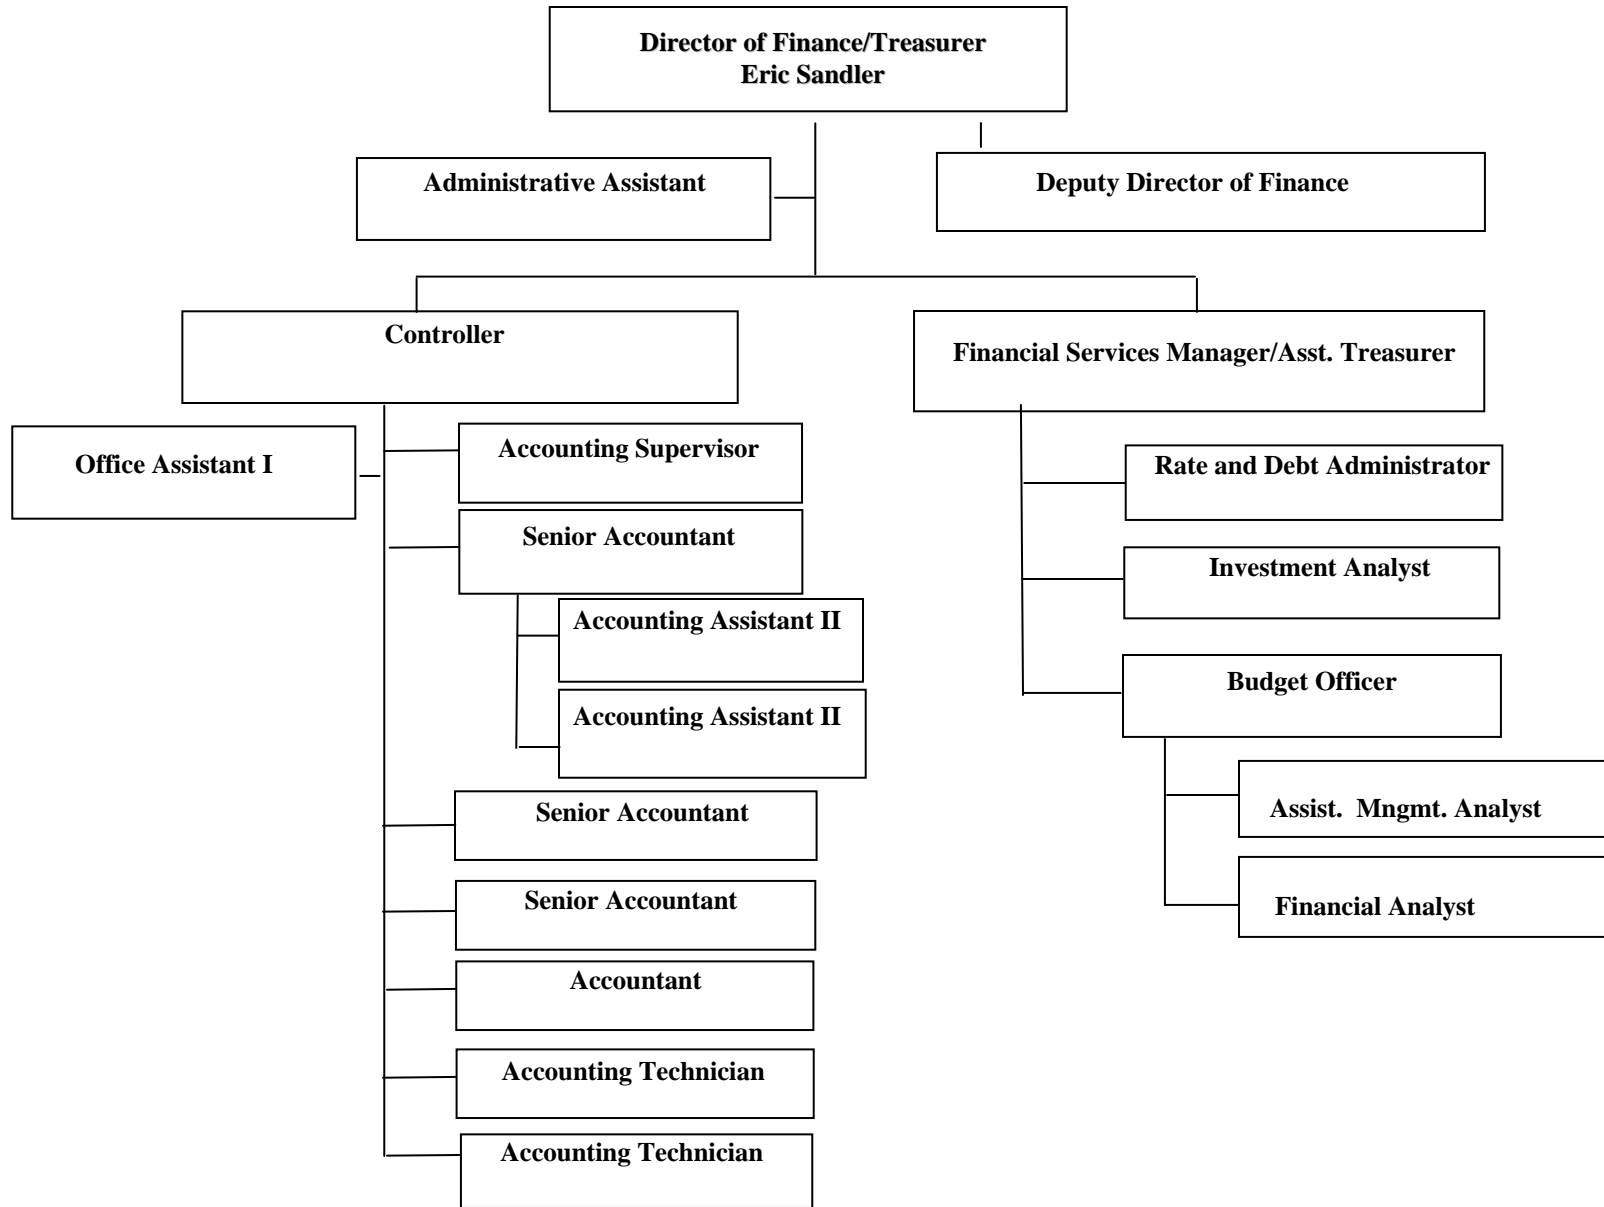 Director of Finance/Treasurer
Eric Sandler
Administrative Assistant
Deputy Director of Finance
Controller
Financial Services Manager/Asst. Treasurer
Office Assistant I
Accounting Supervisor
Senior Accountant
Accounting Assistant II
Accounting Assistant II
Senior Accountant
Senior Accountant
Accountant
Accounting Technician
Accounting Technician
Rate and Debt Administrator
Investment Analyst
Budget Officer
Assist.  Mngmt. Analyst
Financial Analyst